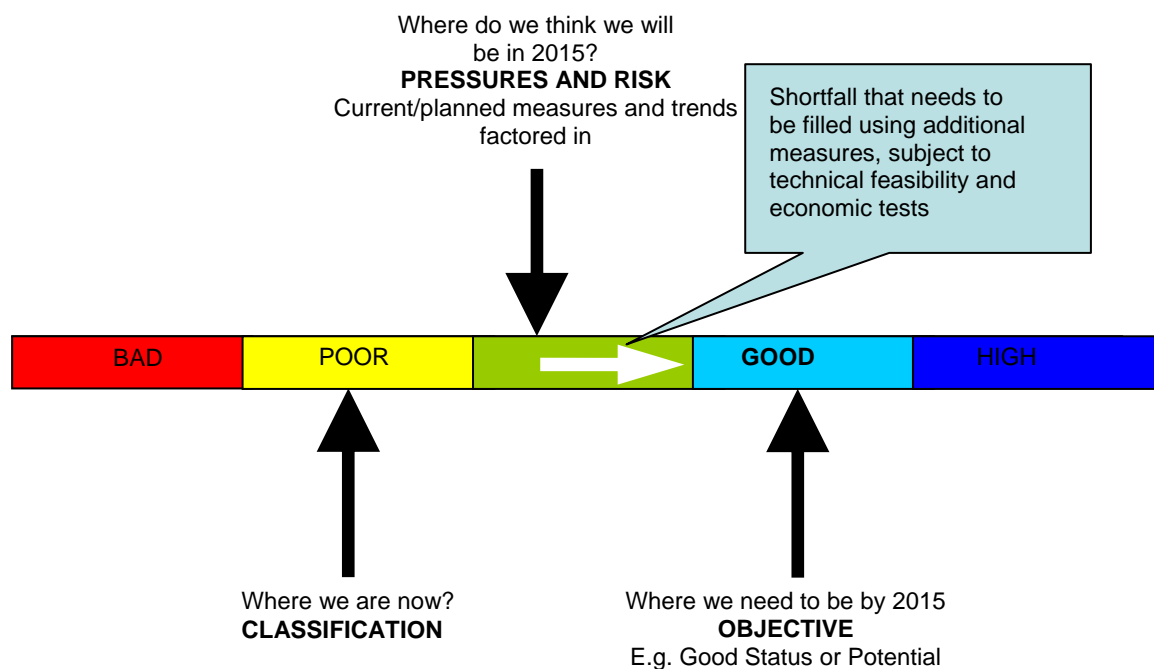 Where do we think we will
be in 2015?
PRESSURES AND RISK
Current/planned measures and trends
factored in
Shortfall that needs to
be filled using additional
measures, subject to
technical feasibility and
economic tests
BAD
POOR
GOOD
HIGH
Where we are now?
CLASSIFICATION
Where we need to be by 2015
OBJECTIVE
E.g. Good Status or Potential